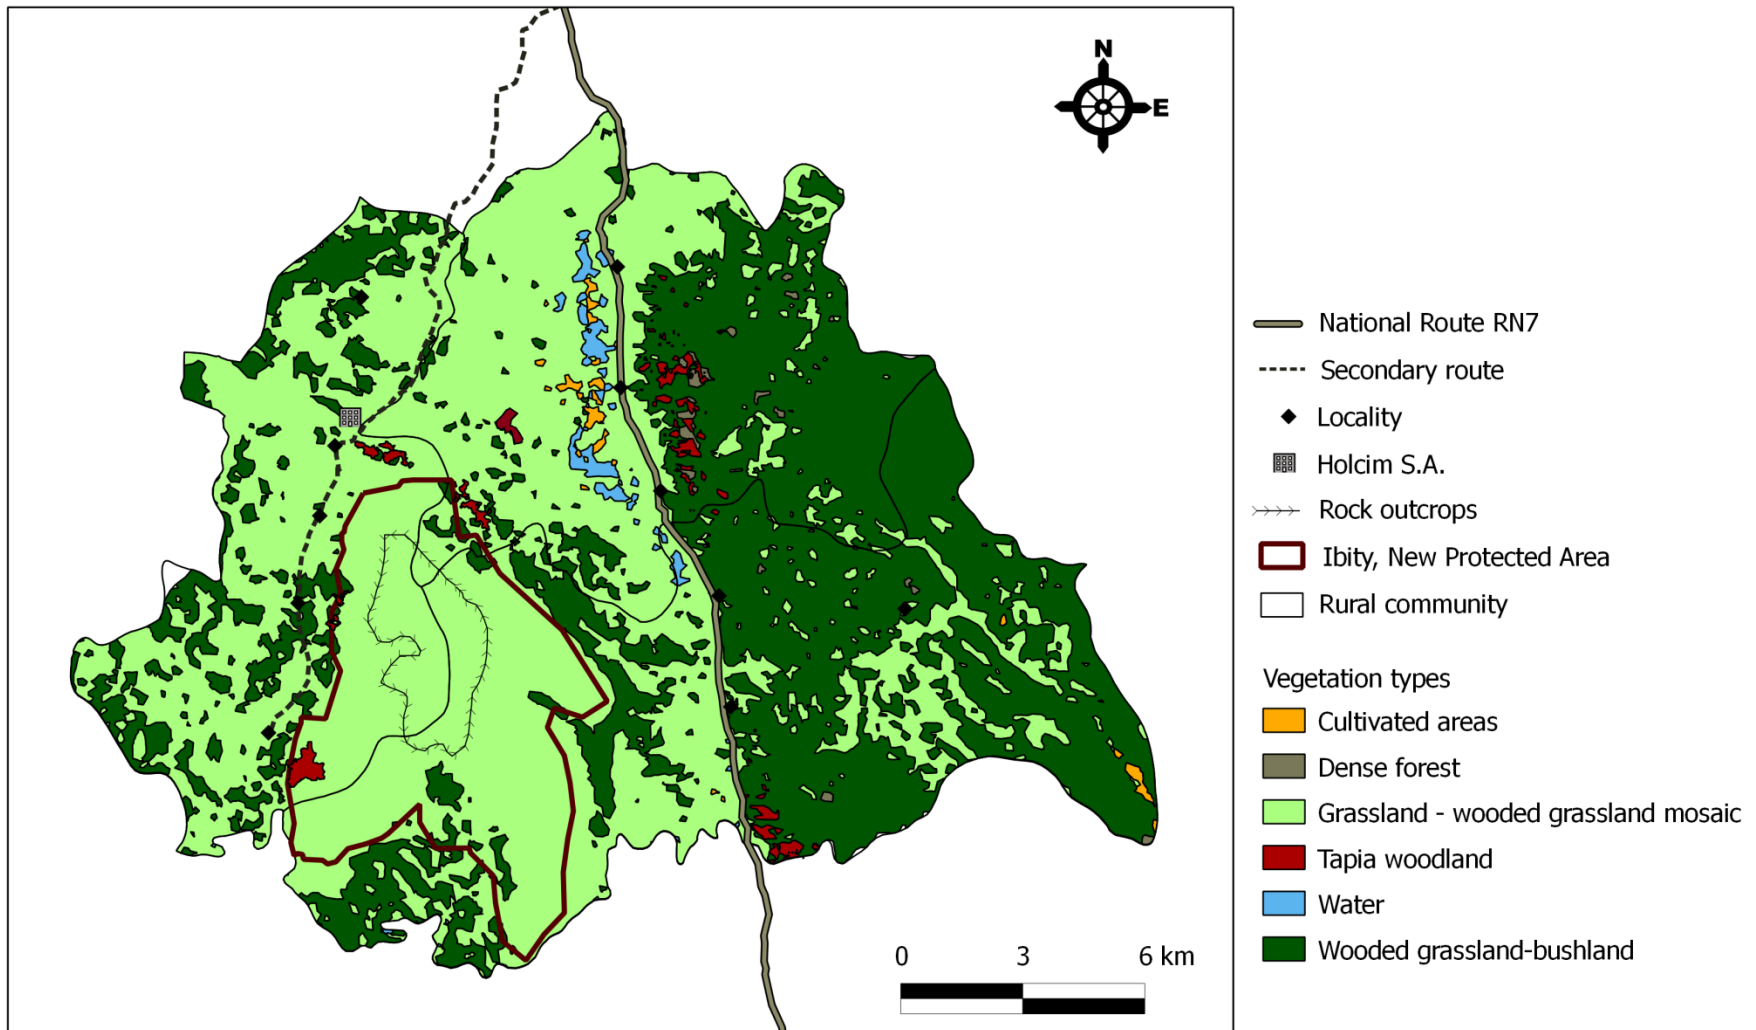 N
E
National Route RN7
Secondary route
Locality
Holcim S.A.
Rock outcrops
Ibity, New Protected Area
Rural community
Vegetation types
Cultivated areas
Dense forest
Grassland - wooded grassland mosaic
Tapia woodland
Water
Wooded grassland-bushland
0 3 6 km